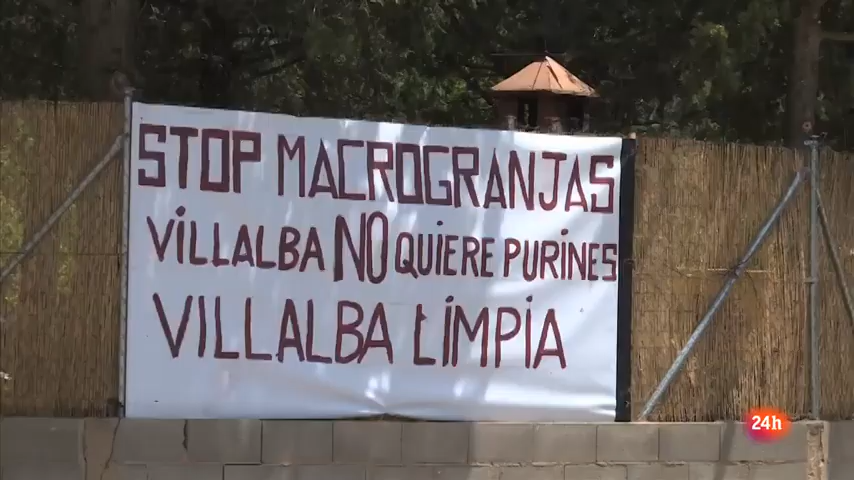 STOP MACROGRANJAS
VILLALBA NO QUIERE PURINES
VILLALBA LIMPIA
24h